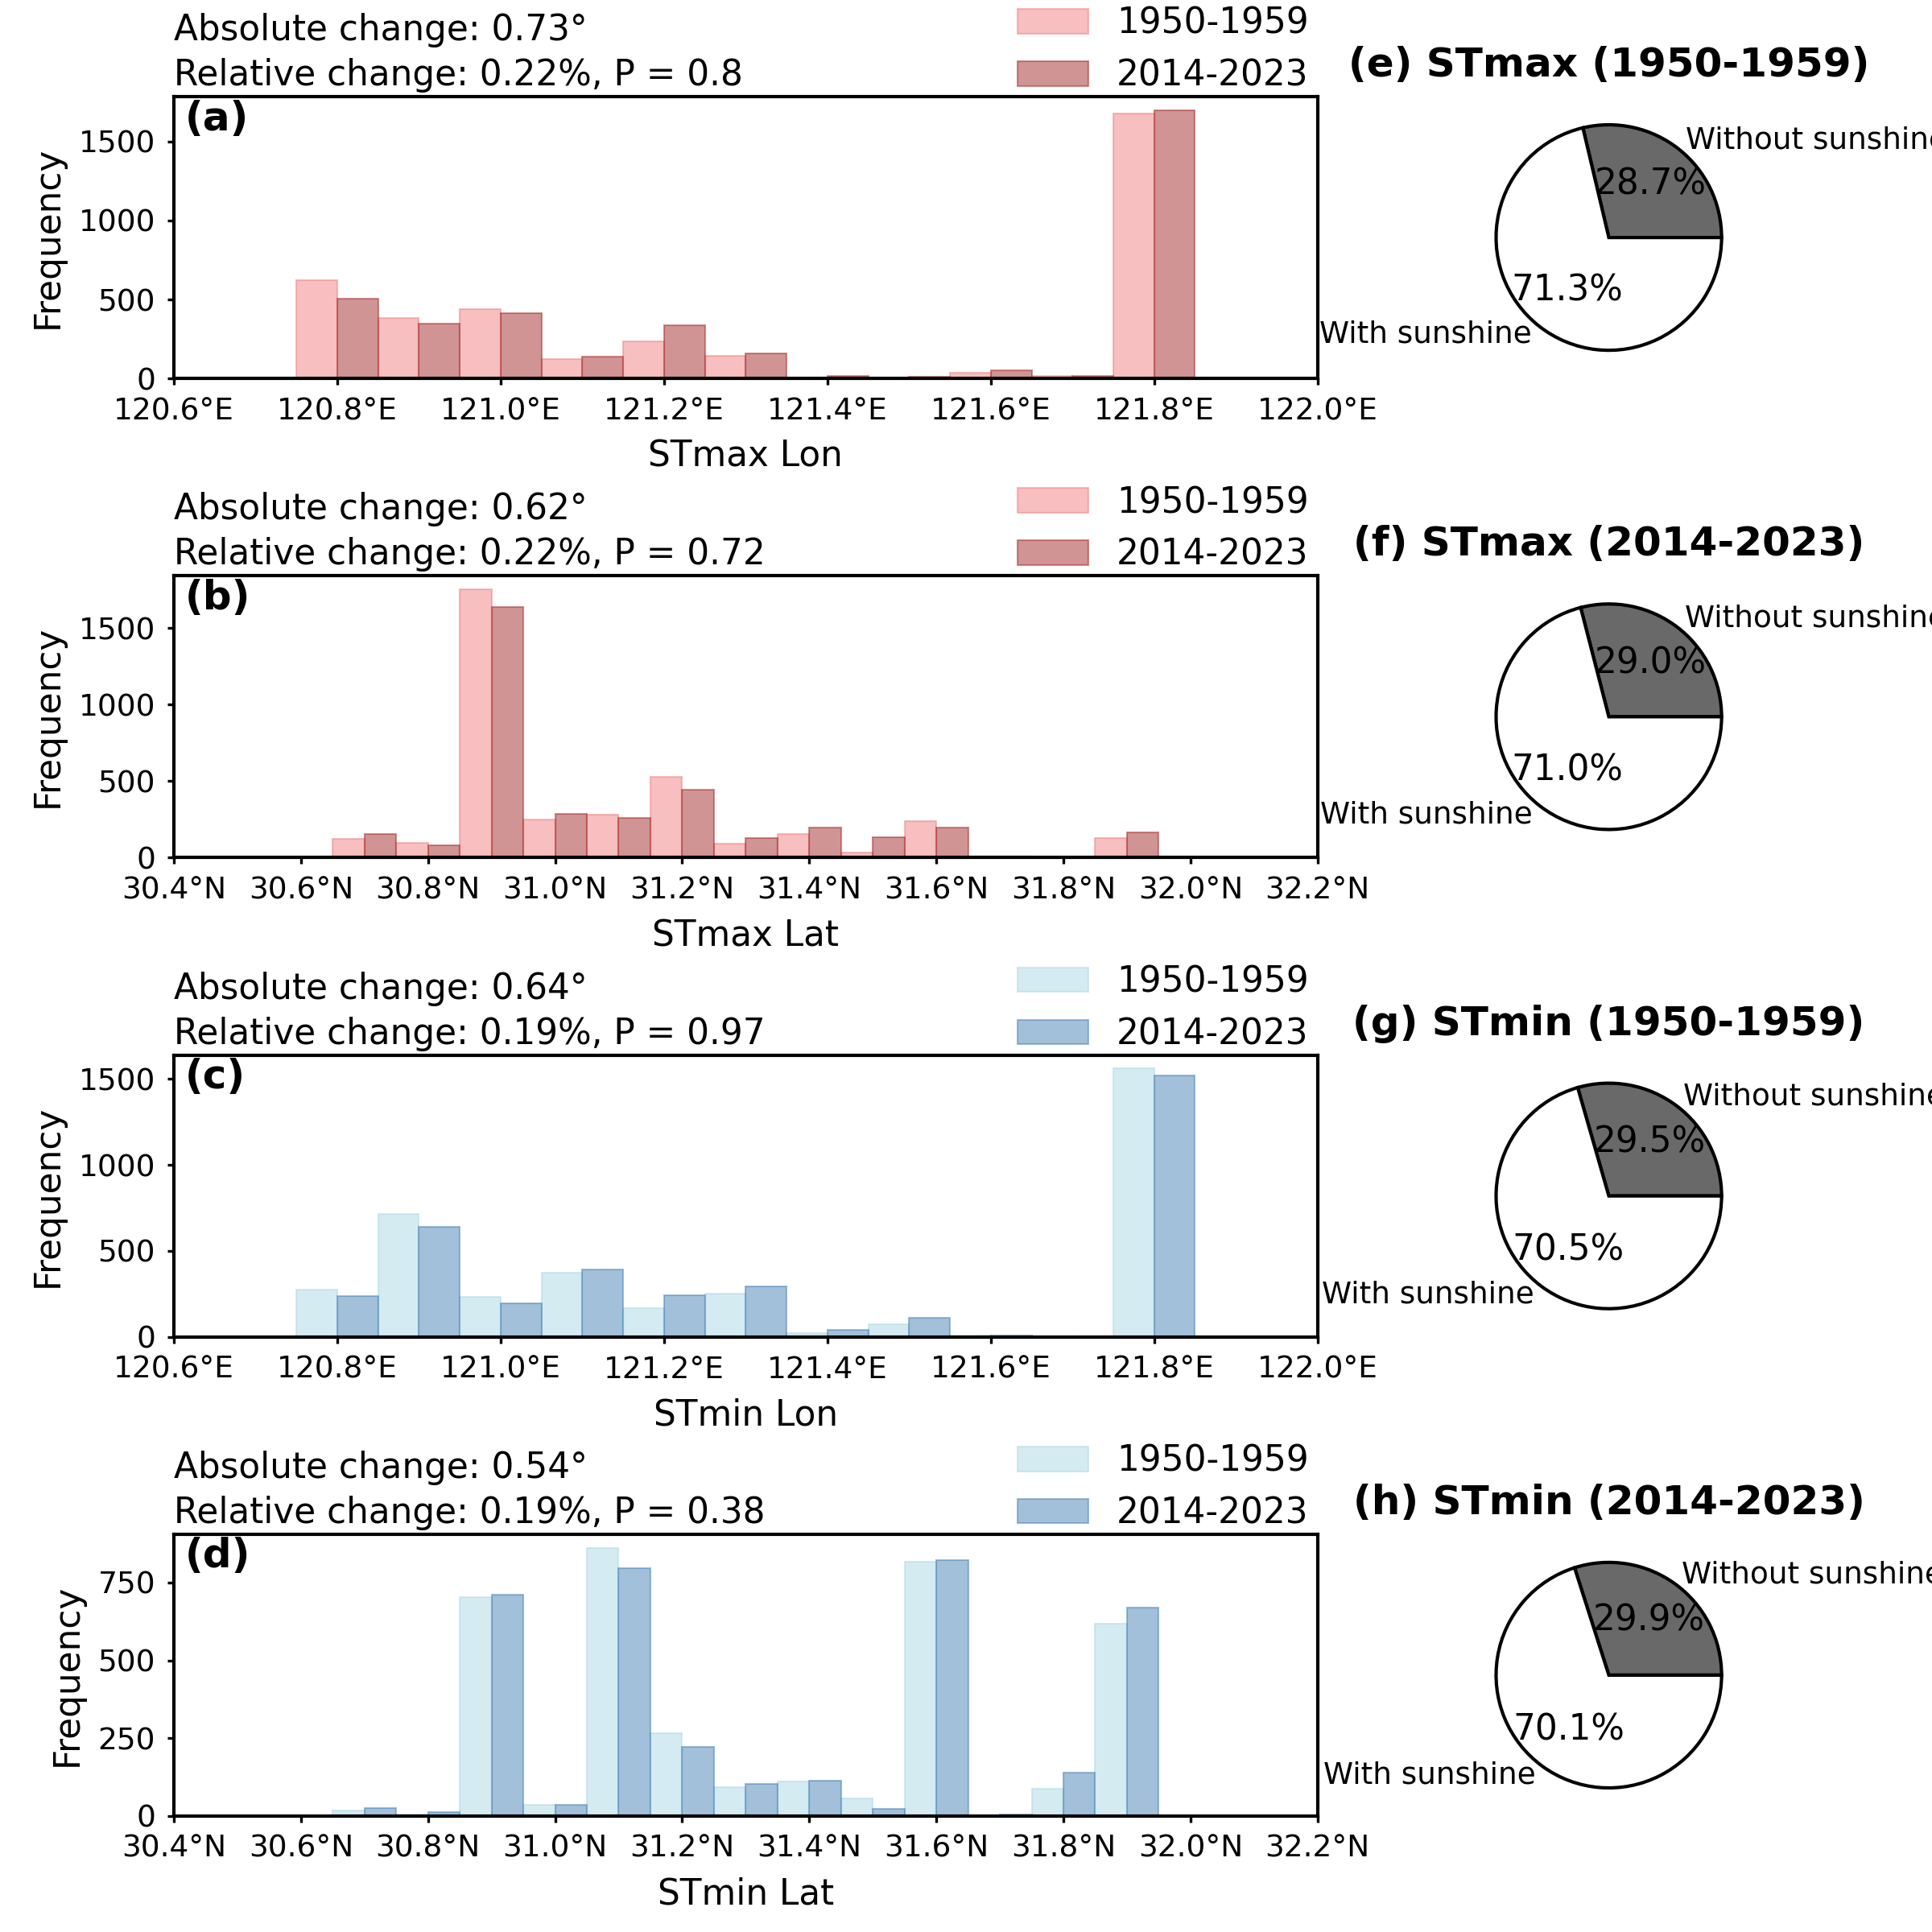 Absolute change: 0.73°
Relative change: 0.22%, P = 0.8
1950-1959
2014-2023
(a)
Frequency
1500
1000
500
0
120.6°E 120.8°E 121.0°E 121.2°E 121.4°E 121.6°E 121.8°E 122.0°E
STmax Lon
(e) STmax (1950-1959)
Without sunshine
28.7%
71.3%
With sunshine
Absolute change: 0.62°
Relative change: 0.22%, P = 0.72
1950-1959
2014-2023
(b)
Frequency
1500
1000
500
0
30.4°N 30.6°N 30.8°N 31.0°N 31.2°N 31.4°N 31.6°N 31.8°N 32.0°N 32.2°N
STmax Lat
(f) STmax (2014-2023)
Without sunshine
29.0%
71.0%
With sunshine
Absolute change: 0.64°
Relative change: 0.19%, P = 0.97
1950-1959
2014-2023
(c)
Frequency
1500
1000
500
0
120.6°E 120.8°E 121.0°E 121.2°E 121.4°E 121.6°E 121.8°E 122.0°E
STmin Lon
(g) STmin (1950-1959)
Without sunshine
29.5%
70.5%
With sunshine
Absolute change: 0.54°
Relative change: 0.19%, P = 0.38
1950-1959
2014-2023
(d)
Frequency
750
500
250
0
30.4°N 30.6°N 30.8°N 31.0°N 31.2°N 31.4°N 31.6°N 31.8°N 32.0°N 32.2°N
STmin Lat
(h) STmin (2014-2023)
Without sunshine
29.9%
70.1%
With sunshine